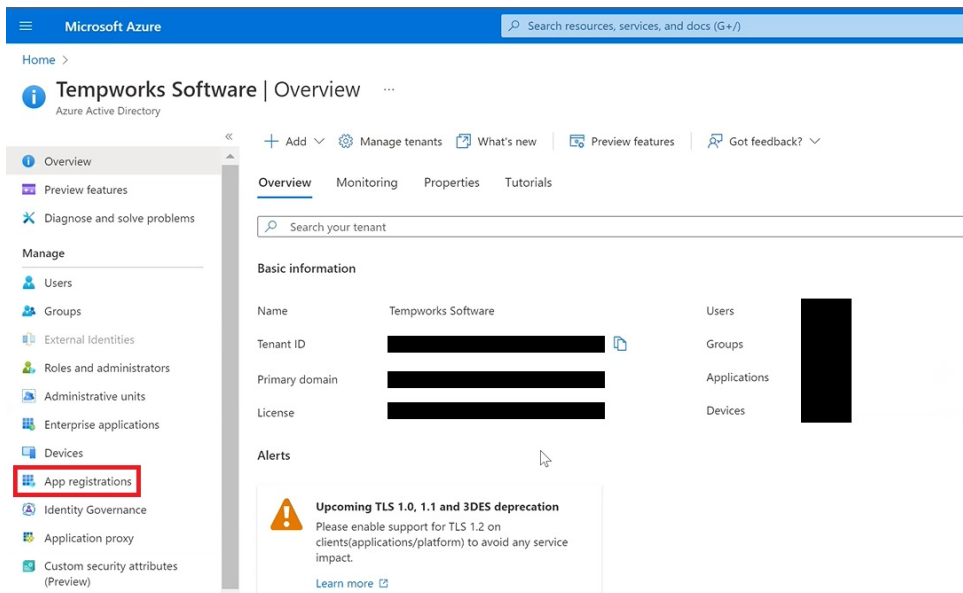 Microsoft Azure
Search resources, services, and docs (G+/)
Home >
Tempworks Software | Overview ...
Azure Active Directory
«
Overview
Preview features
Diagnose and solve problems
Manage
Users
Groups
External Identities
Roles and administrators
Administrative units
Enterprise applications
Devices
App registrations
Identity Governance
Application proxy
Custom security attributes
(Preview)
+ Add Manage tenants What's new Preview features Got feedback?
Overview Monitoring Properties Tutorials
Search your tenant
Basic information
Name Tempworks Software Users
Tenant ID Groups
Primary domain Applications
License Devices
Alerts
Upcoming TLS 1.0, 1.1 and 3DES deprecation
Please enable support for TLS 1.2 on
clients(applications/platform) to avoid any service
impact.
Learn more